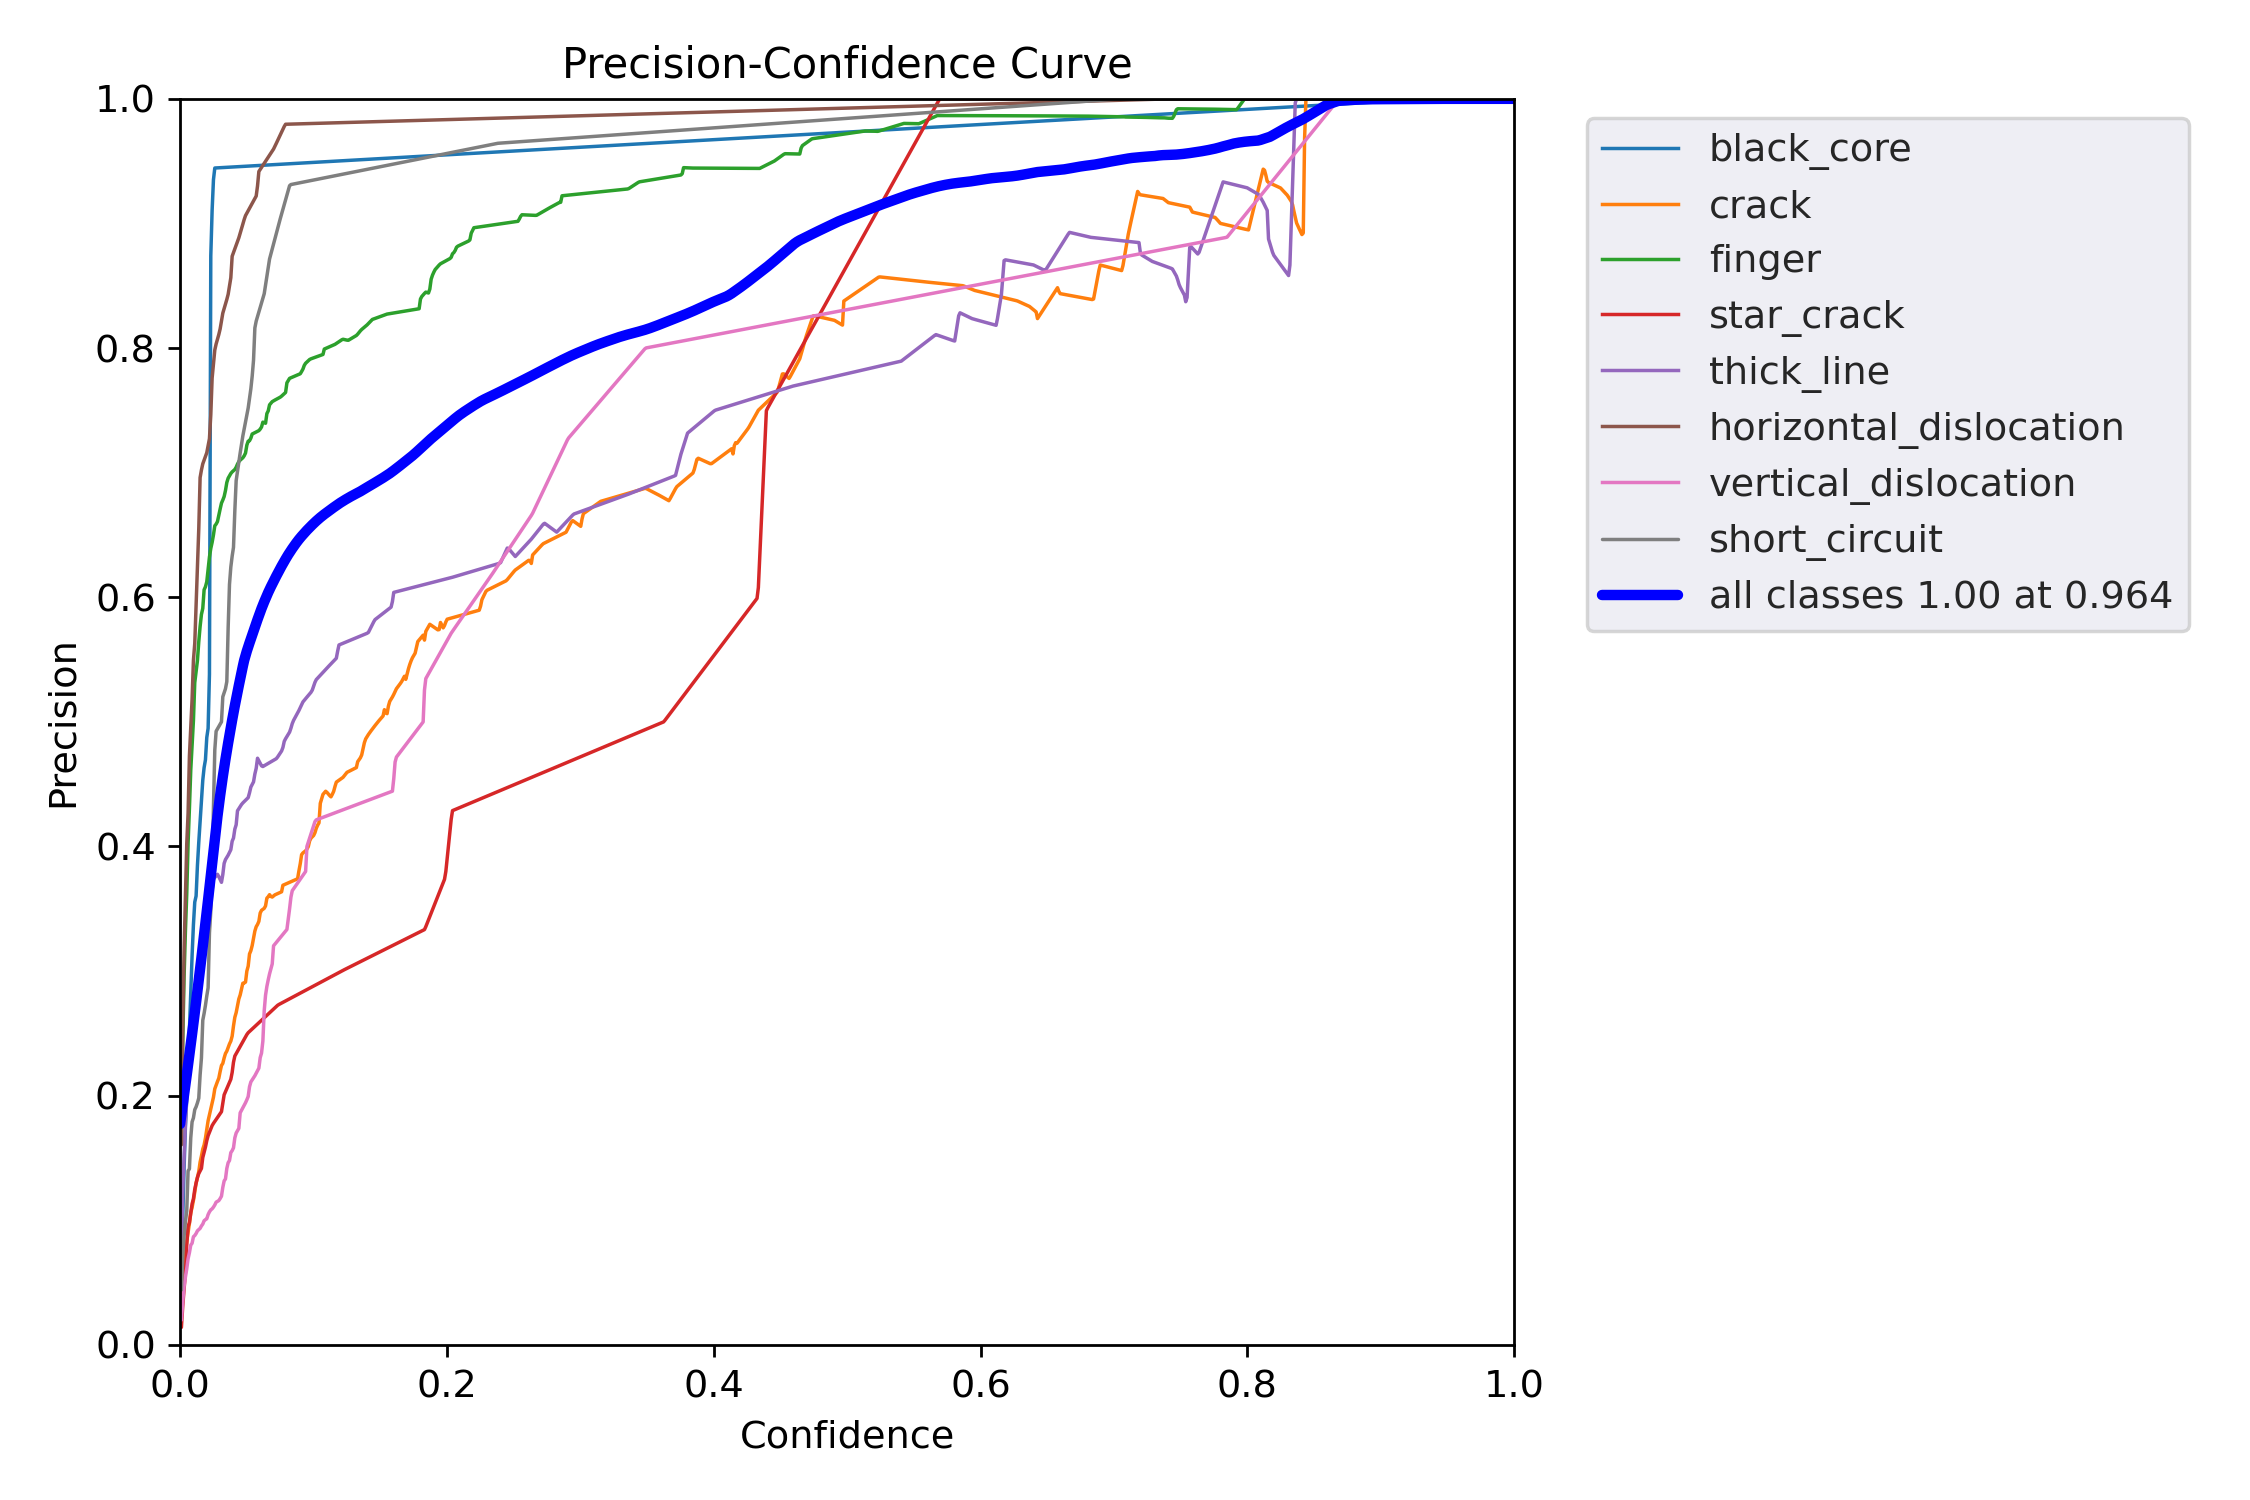 Precision-Confidence Curve
1.0
0.8
0.6
0.4
0.2
0.0
Precision
0.0 0.2 0.4 0.6 0.8 1.0
Confidence
black_core
crack
finger
star_crack
thick_line
horizontal_dislocation
vertical_dislocation
short_circuit
all classes 1.00 at 0.964